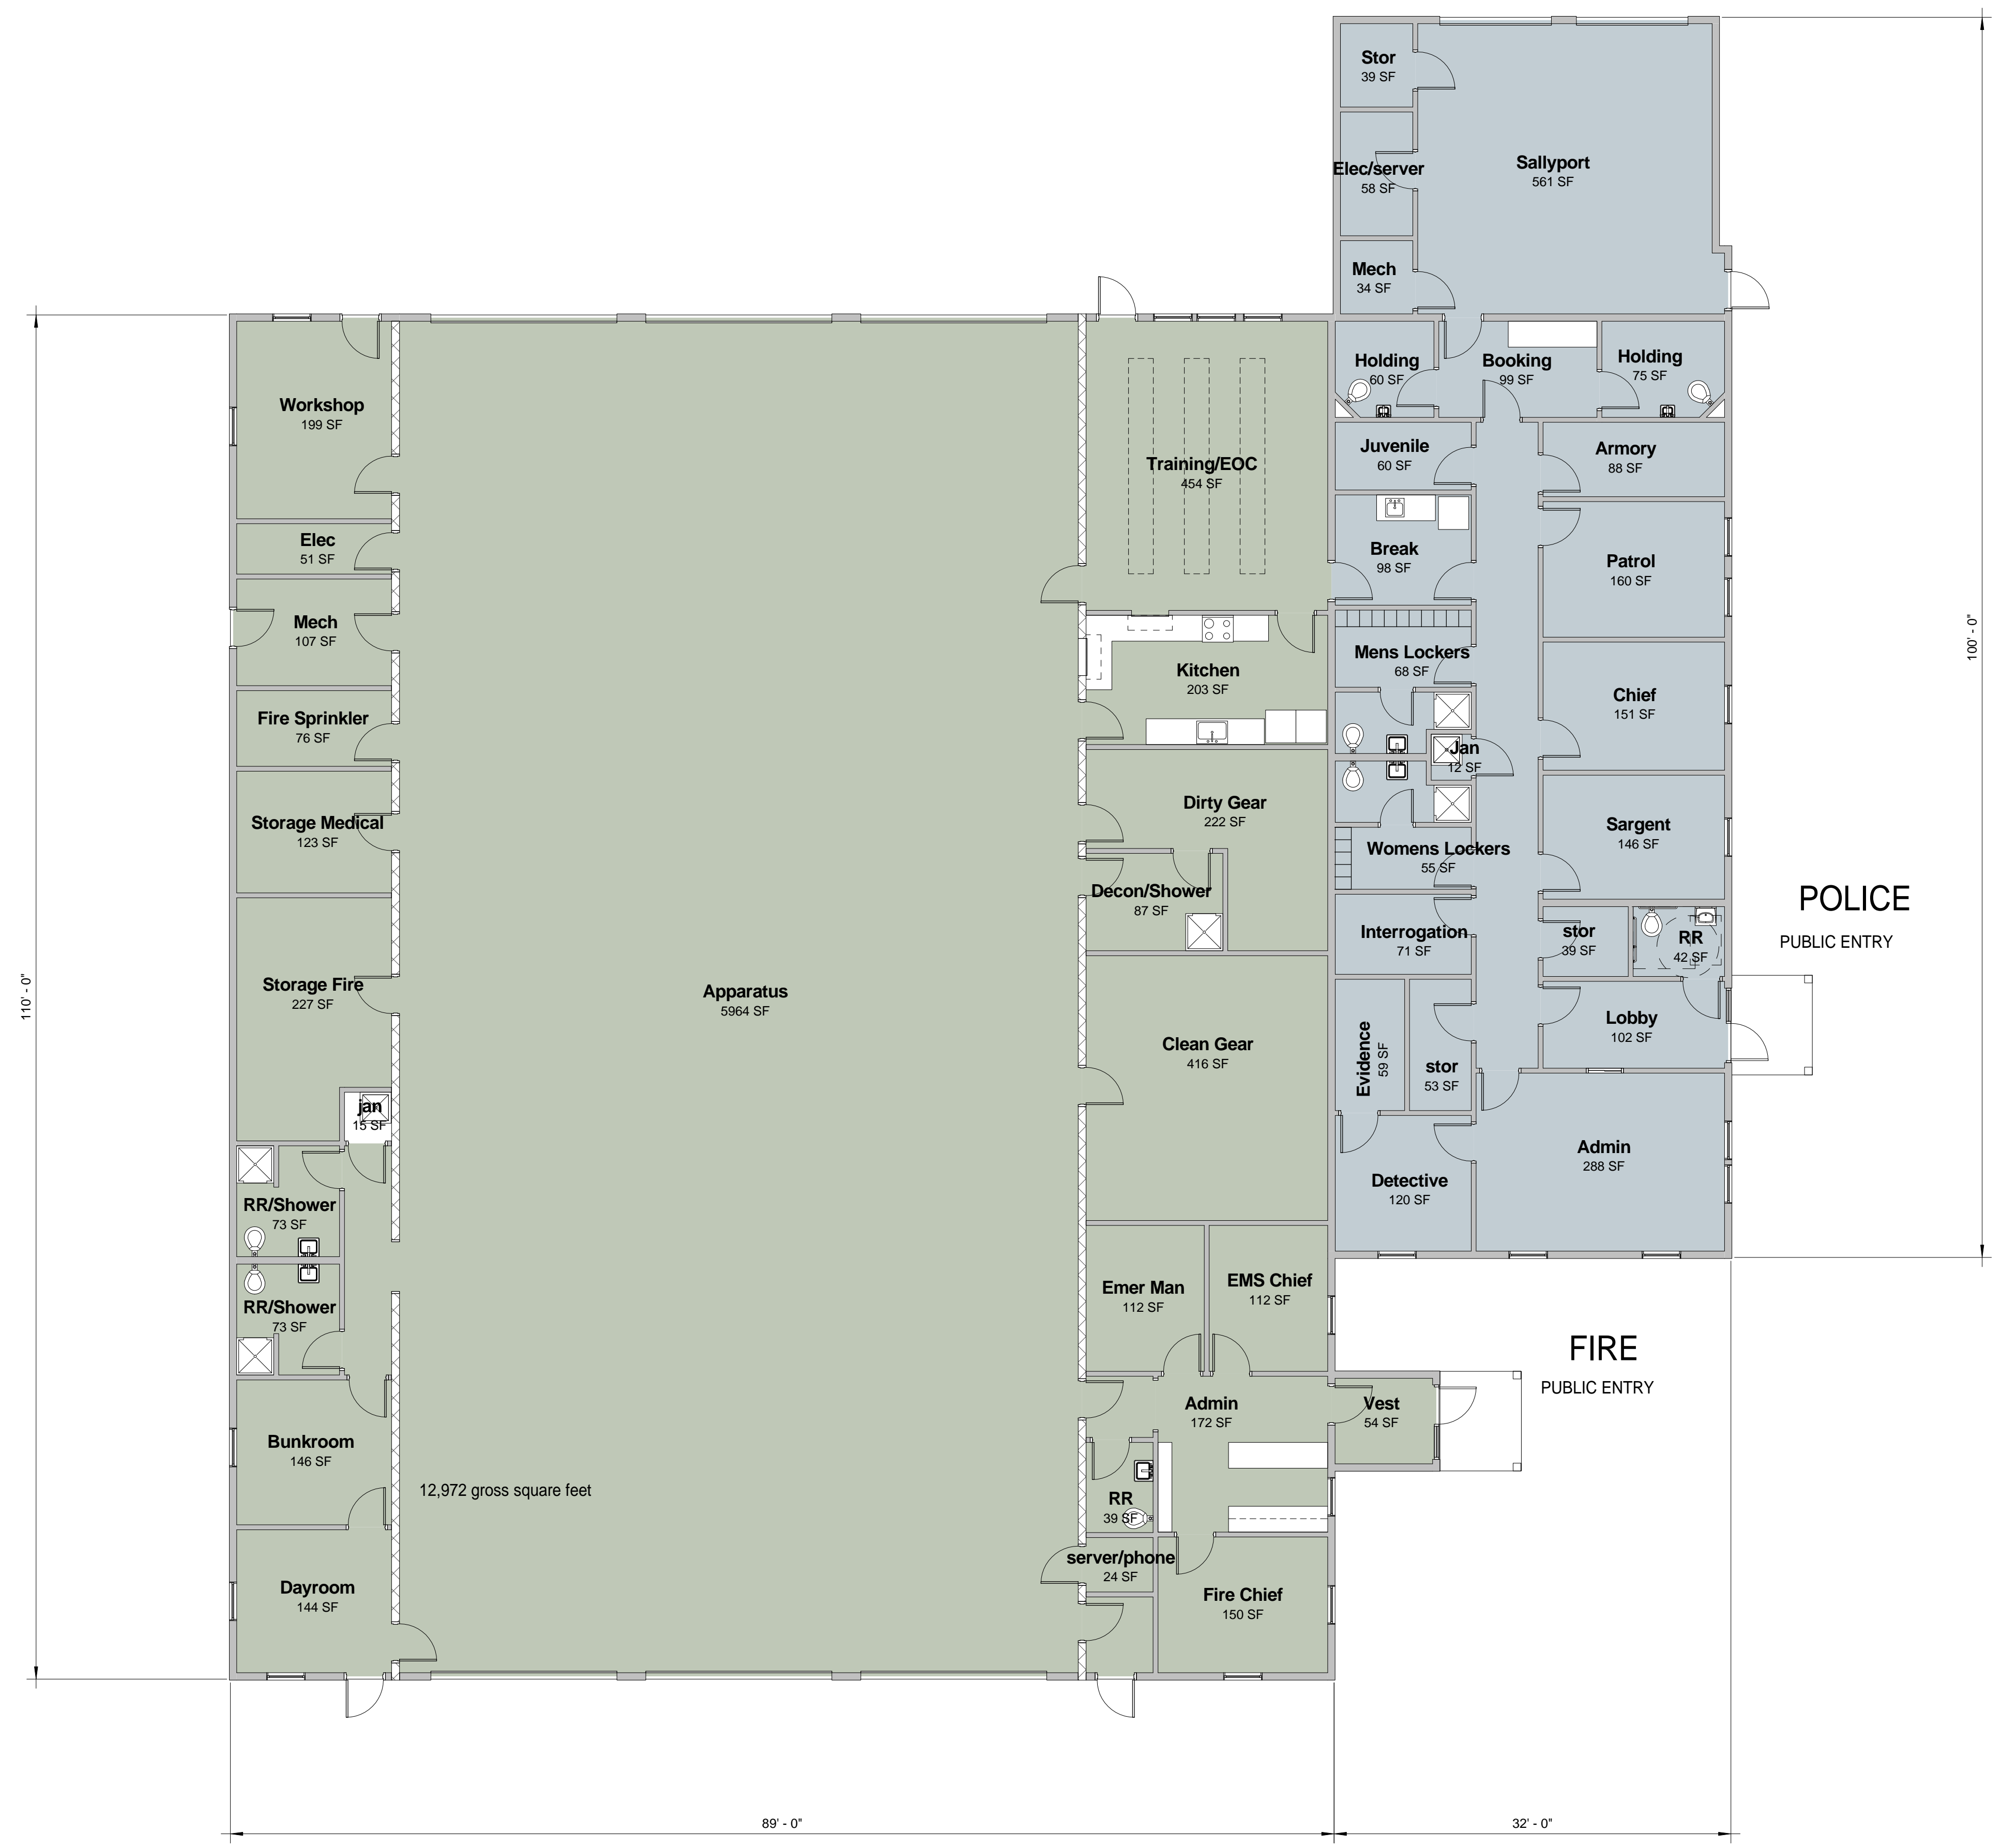 Stor
39 SF
Elec/server
58 SF
Sallyport
561 SF
Mech
34 SF
Holding
60 SF
Booking
99 SF
Holding
75 SF
Workshop
199 SF
Training/EOC
454 SF
Juvenile
60 SF
Armory
88 SF
Elec
51 SF
Break
98 SF
Patrol
160 SF
Mech
107 SF
100' - 0"
Kitchen
203 SF
Mens Lockers
68 SF
Chief
151 SF
Fire Sprinkler
76 SF
Jan
12 SF
Storage Medical
123 SF
Dirty Gear
222 SF
Womens Lockers
55 SF
Sargent
146 SF
Decon/Shower
87 SF
POLICE
PUBLIC ENTRY
Interrogation
71 SF
stor
39 SF
RR
42 SF
Storage Fire
227 SF
110' - 0"
Apparatus
5964 SF
Clean Gear
416 SF
Evidence
59 SF
stor
53 SF
Lobby
102 SF
jan
15 SF
Admin
288 SF
Detective
120 SF
RR/Shower
73 SF
RR/Shower
73 SF
Emer Man
112 SF
EMS Chief
112 SF
FIRE
PUBLIC ENTRY
Admin
172 SF
Vest
54 SF
Bunkroom
146 SF
12,972 gross square feet
RR
39 SF
server/phone
24 SF
Dayroom
144 SF
Fire Chief
150 SF
89' - 0"
32' - 0"